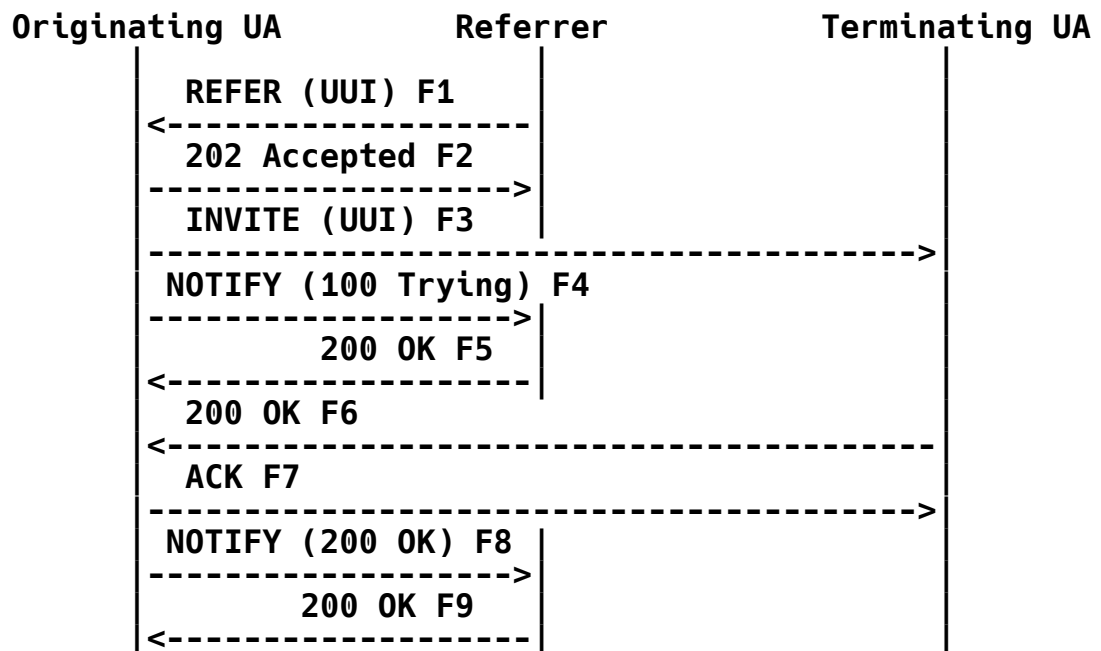 Originating UA Referrer Terminating UA
REFER (UUI) F1
202 Accepted F2
INVITE (UUI) F3
NOTIFY (100 Trying) F4
200 OK F5
200 OK F6
ACK F7
NOTIFY (200 OK) F8
200 OK F9